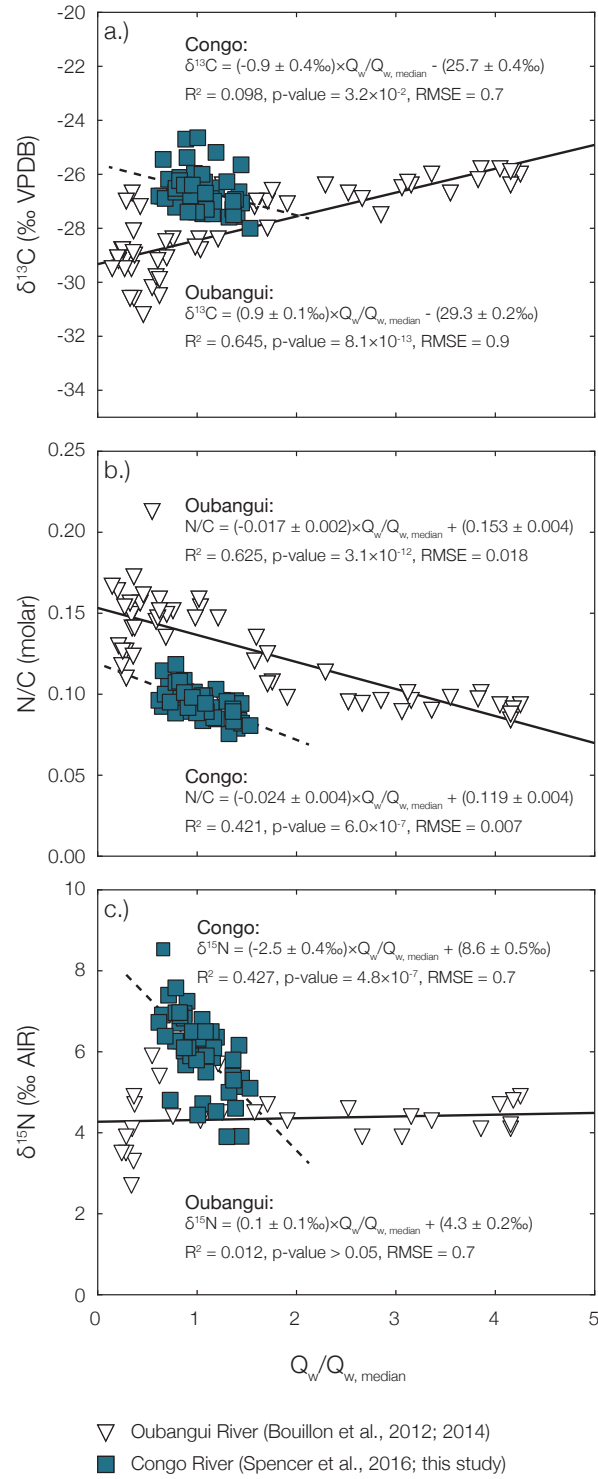 a.)
-20
-22
-24
-26
-28
-30
-32
-34
δ¹³C (‰ VPDB)
Congo:
δ¹³C = (-0.9 ± 0.4‰)×Q_w/Q_w, median - (25.7 ± 0.4‰)
R² = 0.098, p-value = 3.2×10⁻², RMSE = 0.7
Oubangui:
δ¹³C = (0.9 ± 0.1‰)×Q_w/Q_w, median - (29.3 ± 0.2‰)
R² = 0.645, p-value = 8.1×10⁻¹³, RMSE = 0.9
b.)
0.25
0.20
0.15
0.10
0.05
0.00
N/C (molar)
Oubangui:
N/C = (-0.017 ± 0.002)×Q_w/Q_w, median + (0.153 ± 0.004)
R² = 0.625, p-value = 3.1×10⁻¹², RMSE = 0.018
Congo:
N/C = (-0.024 ± 0.004)×Q_w/Q_w, median + (0.119 ± 0.004)
R² = 0.421, p-value = 6.0×10⁻⁷, RMSE = 0.007
c.)
10
8
6
4
2
0
δ¹⁵N (‰ AIR)
Congo:
δ¹⁵N = (-2.5 ± 0.4‰)×Q_w/Q_w, median + (8.6 ± 0.5‰)
R² = 0.427, p-value = 4.8×10⁻⁷, RMSE = 0.7
Oubangui:
δ¹⁵N = (0.1 ± 0.1‰)×Q_w/Q_w, median + (4.3 ± 0.2‰)
R² = 0.012, p-value > 0.05, RMSE = 0.7
0 1 2 3 4 5
Q_w/Q_w, median
Oubangui River (Bouillon et al., 2012; 2014)
Congo River (Spencer et al., 2016; this study)